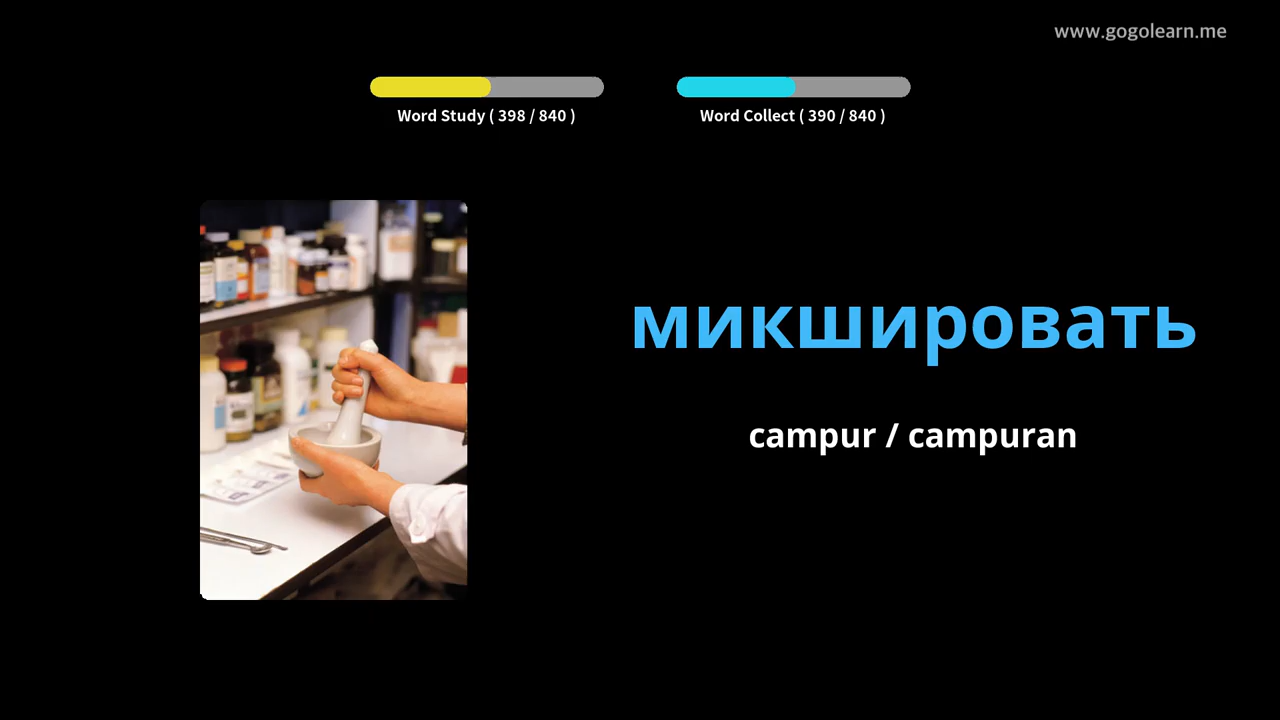 www.gogolearn.me
Word Study ( 398 / 840 )
Word Collect ( 390 / 840 )
микшировать
campur / campuran